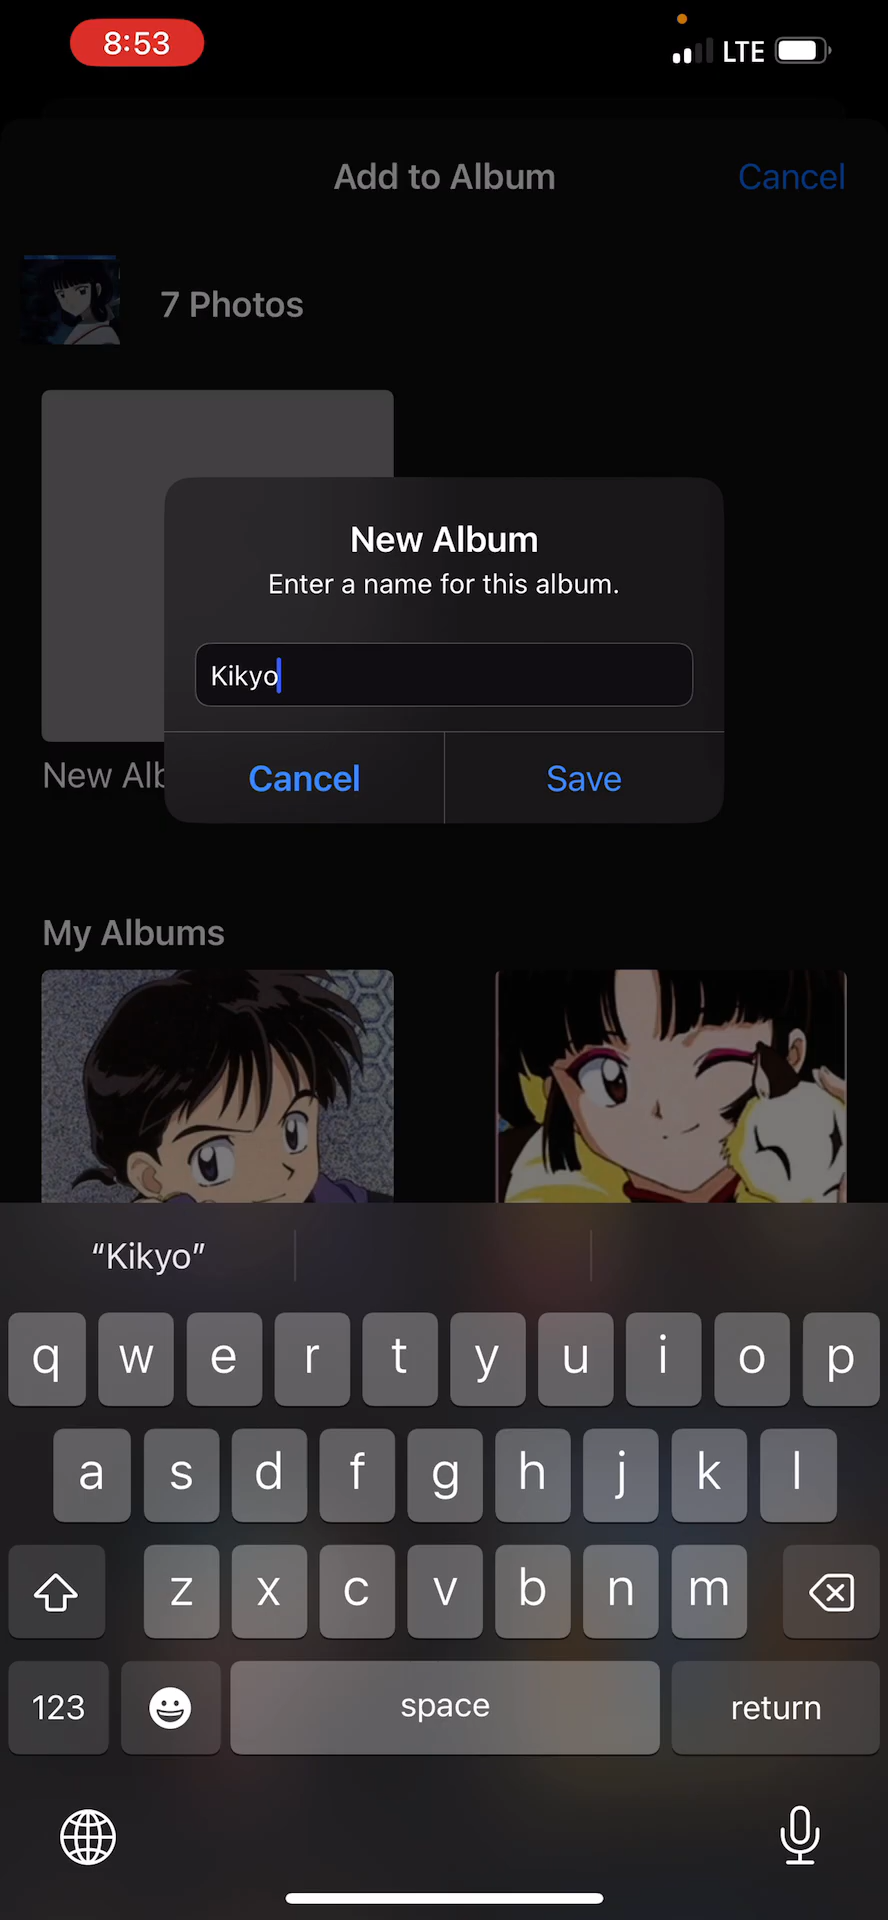 8:53
LTE
Add to Album
Cancel
7 Photos
New Album
Enter a name for this album.
Kikyo
Cancel
Save
New Alb
My Albums
“Kikyo”
q w e r t y u i o p
a s d f g h j k l
z x c v b n m
123
space
return